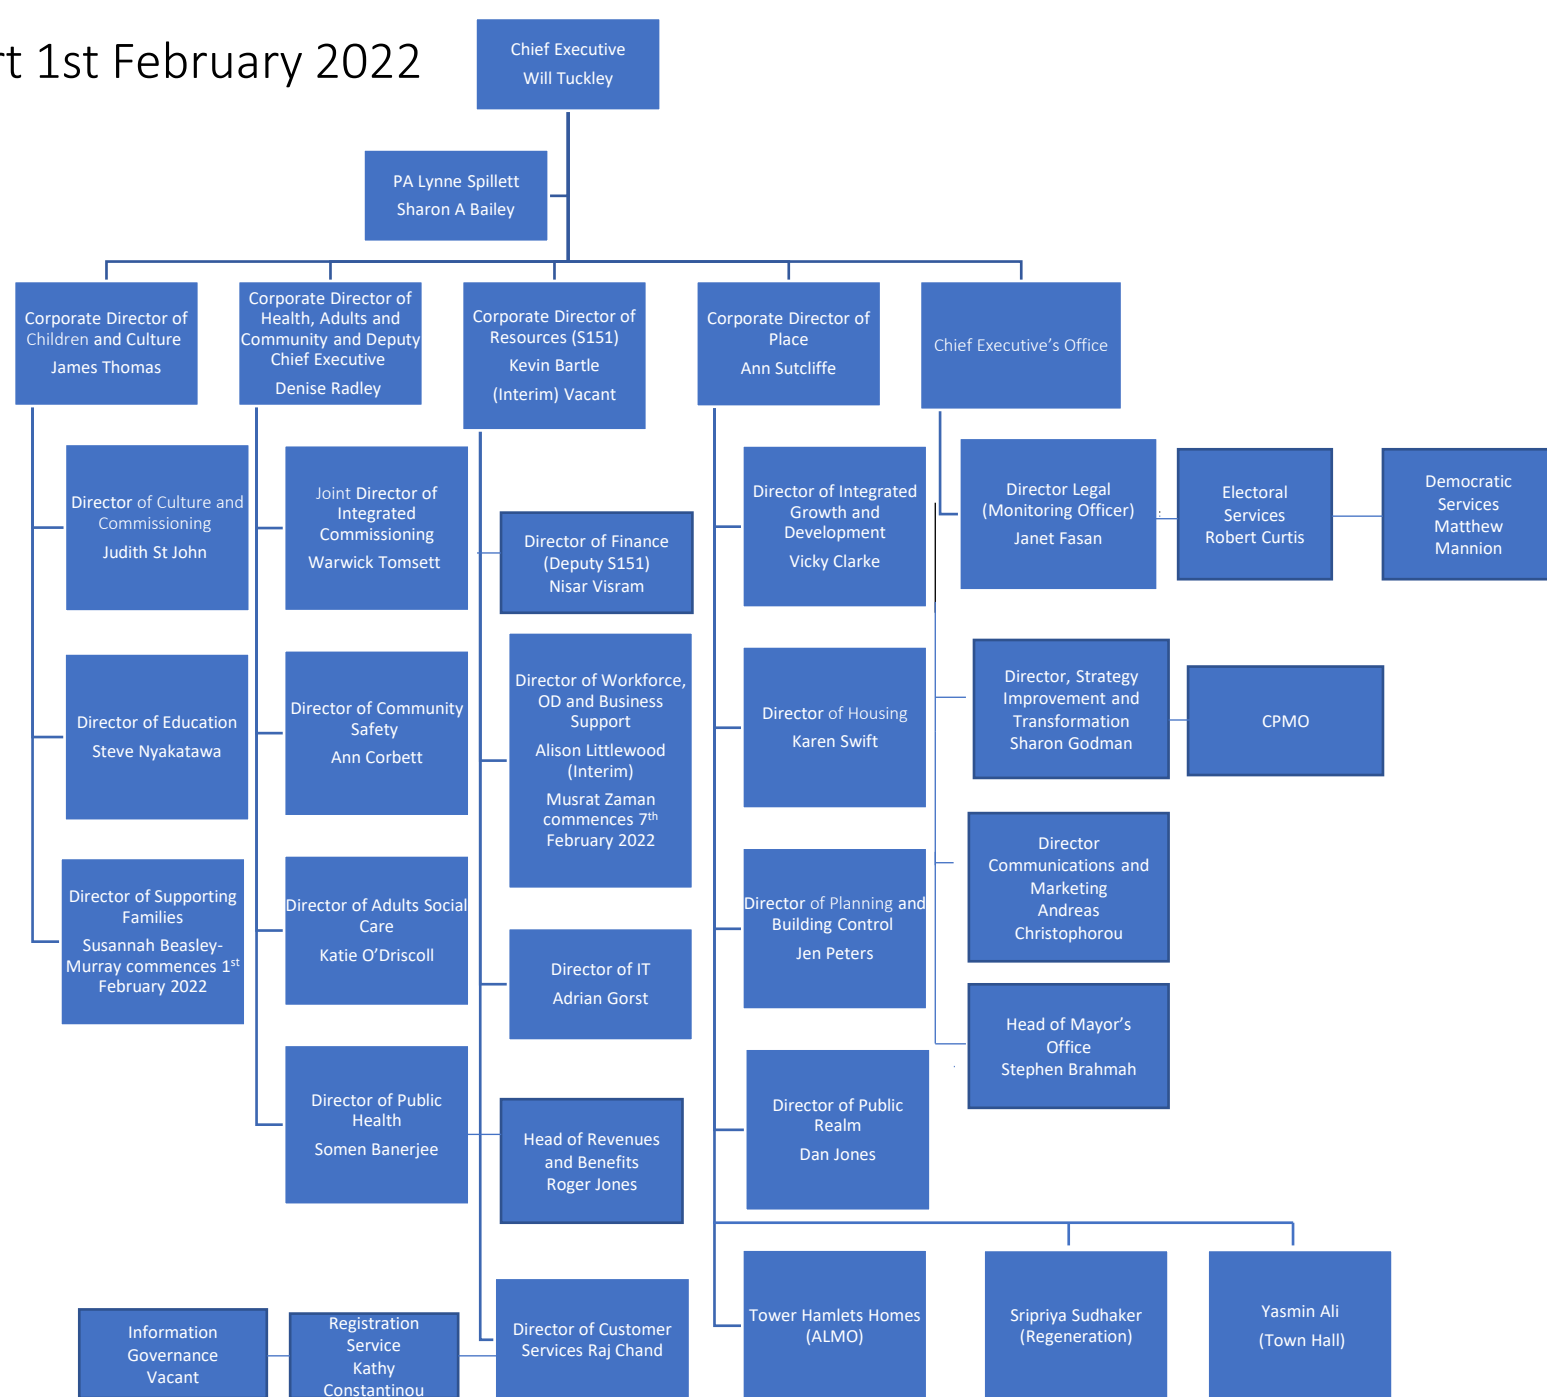 rt 1st February 2022
Chief Executive
Will Tuckley
PA Lynne Spillett
Sharon A Bailey
Corporate Director of
Children and Culture
James Thomas
Corporate Director of
Health, Adults and
Community and Deputy
Chief Executive
Denise Radley
Corporate Director of
Resources (S151)
Kevin Bartle
(Interim) Vacant
Corporate Director of
Place
Ann Sutcliffe
Chief Executive’s Office
Director of Culture and
Commissioning
Judith St John
Director of Education
Steve Nyakatawa
Director of Supporting
Families
Susannah Beasley-
Murray commences 1st
February 2022
Joint Director of
Integrated
Commissioning
Warwick Tomsett
Director of Community
Safety
Ann Corbett
Director of Adults Social
Care
Katie O’Driscoll
Director of Public
Health
Somen Banerjee
Director of Finance
(Deputy S151)
Nisar Visram
Director of Workforce,
OD and Business
Support
Alison Littlewood
(Interim)
Musrat Zaman
commences 7th
February 2022
Director of IT
Adrian Gorst
Head of Revenues
and Benefits
Roger Jones
Director of Customer
Services Raj Chand
Registration
Service
Kathy
Constantinou
Information
Governance
Vacant
Director of Integrated
Growth and
Development
Vicky Clarke
Director of Housing
Karen Swift
Director of Planning and
Building Control
Jen Peters
Director of Public
Realm
Dan Jones
Tower Hamlets Homes
(ALMO)
Sripriya Sudhaker
(Regeneration)
Yasmin Ali
(Town Hall)
Director Legal
(Monitoring Officer)
Janet Fasan
Electoral
Services
Robert Curtis
Democratic
Services
Matthew
Mannion
Director, Strategy
Improvement and
Transformation
Sharon Godman
CPMO
Director
Communications and
Marketing
Andreas
Christophorou
Head of Mayor’s
Office
Stephen Brahmah